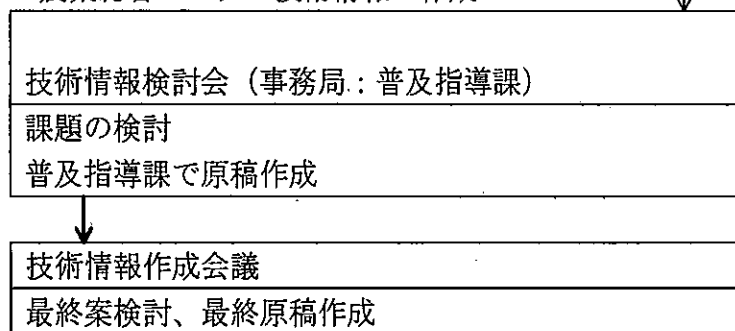 技術情報検討会（事務局：普及指導課）
課題の検討
普及指導課で原稿作成
技術情報作成会議
最終案検討、最終原稿作成